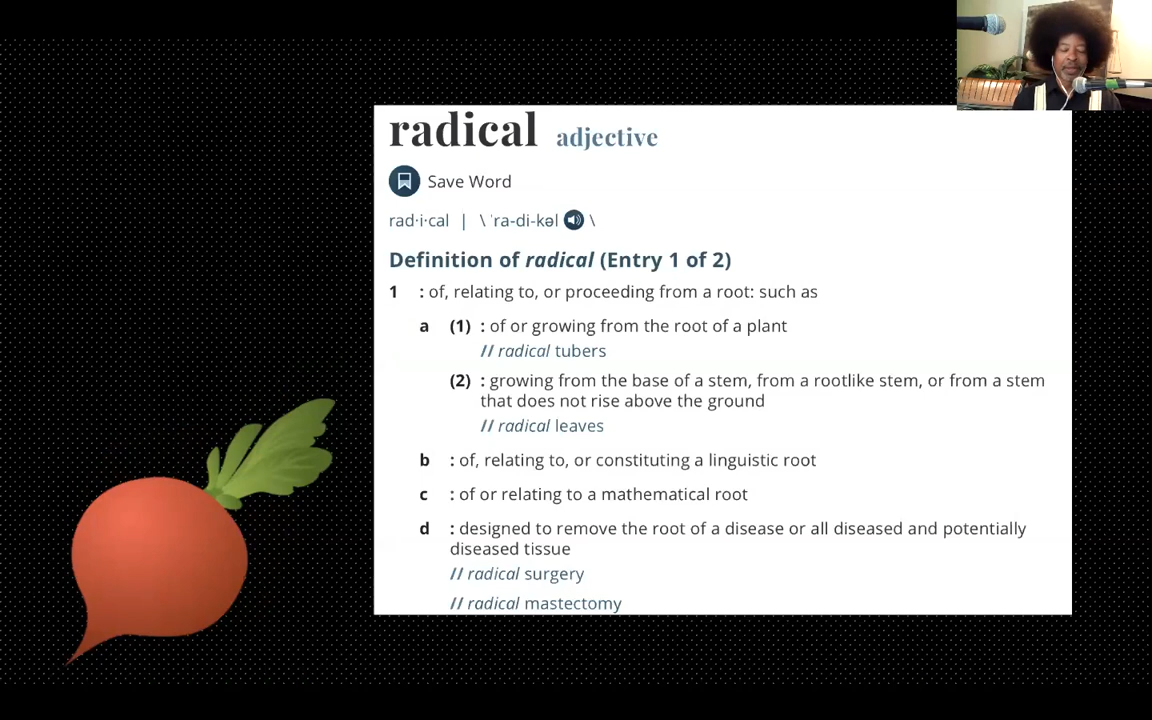 radical adjective
Save Word
rad·i·cal | \ ˈra-di-kəl \
Definition of radical (Entry 1 of 2)
1 : of, relating to, or proceeding from a root: such as
a (1) : of or growing from the root of a plant
// radical tubers
(2) : growing from the base of a stem, from a rootlike stem, or from a stem
that does not rise above the ground
// radical leaves
b : of, relating to, or constituting a linguistic root
c : of or relating to a mathematical root
d : designed to remove the root of a disease or all diseased and potentially
diseased tissue
// radical surgery
// radical mastectomy